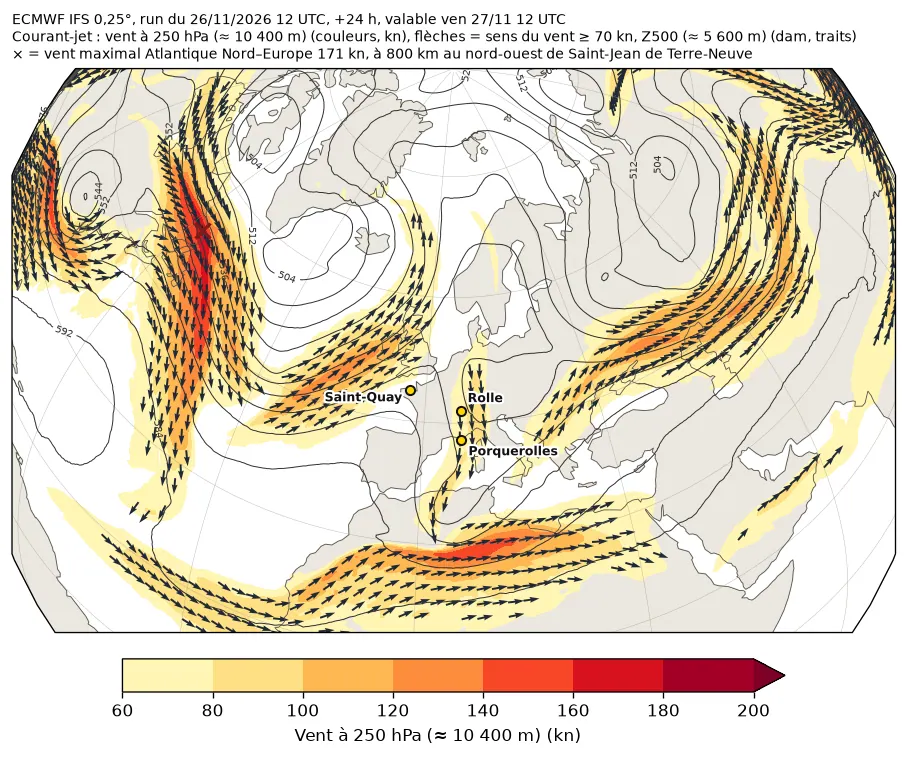 ECMWF IFS 0,25°, run du 26/11/2026 12 UTC, +24 h, valable ven 27/11 12 UTC
Courant-jet : vent à 250 hPa (≈ 10 400 m) (couleurs, kn), flèches = sens du vent ≥ 70 kn, Z500 (≈ 5 600 m) (dam, traits)
× = vent maximal Atlantique Nord–Europe 171 kn, à 800 km au nord-ouest de Saint-Jean de Terre-Neuve
512
552
504
512
504
544
552
512
504
592
Saint-Quay
Rolle
Porquerolles
60 80 100 120 140 160 180 200
Vent à 250 hPa (≈ 10 400 m) (kn)